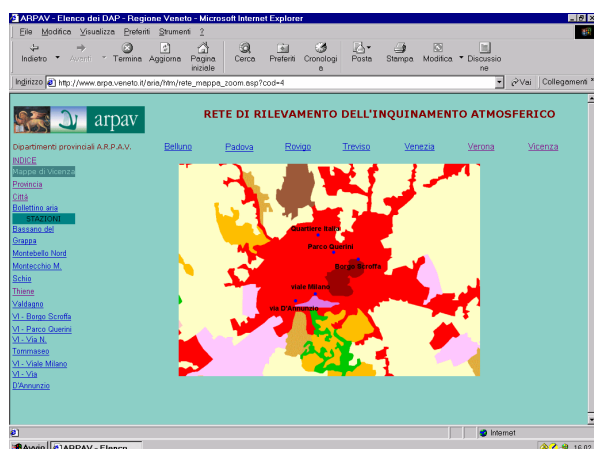 ARPAV - Elenco dei DAP - Regione Veneto - Microsoft Internet Explorer
File Modifica Visualizza Preferiti Strumenti ?
Indietro Avanti Termina Aggiorna Pagina iniziale Cerca Preferiti Cronologia Posta Stampa Modifica Discussione
Indirizzo http://www.arpa.veneto.it/aria/htm/rete_mappa_zoom.asp?cod=4 Vai Collegamenti
arpav
RETE DI RILEVAMENTO DELL'INQUINAMENTO ATMOSFERICO
Dipartimenti provinciali A.R.P.A.V.
Belluno Padova Rovigo Treviso Venezia Verona Vicenza
INDICE
Mappe di Vicenza
Provincia
Città
Bollettino aria
STAZIONI
Bassano del
Grappa
Montebello Nord
Montecchio M.
Schio
Thiene
Valdagno
VI - Borgo Scroffa
VI - Parco Querini
VI - Via N.
Tommaseo
VI - Viale Milano
VI - Via
D'Annunzio
Quartiere Italia
Parco Querini
Borgo Scroffa
viale Milano
via D'Annunzio
Internet
Avvio ARPAV - Elenco ... 16.02